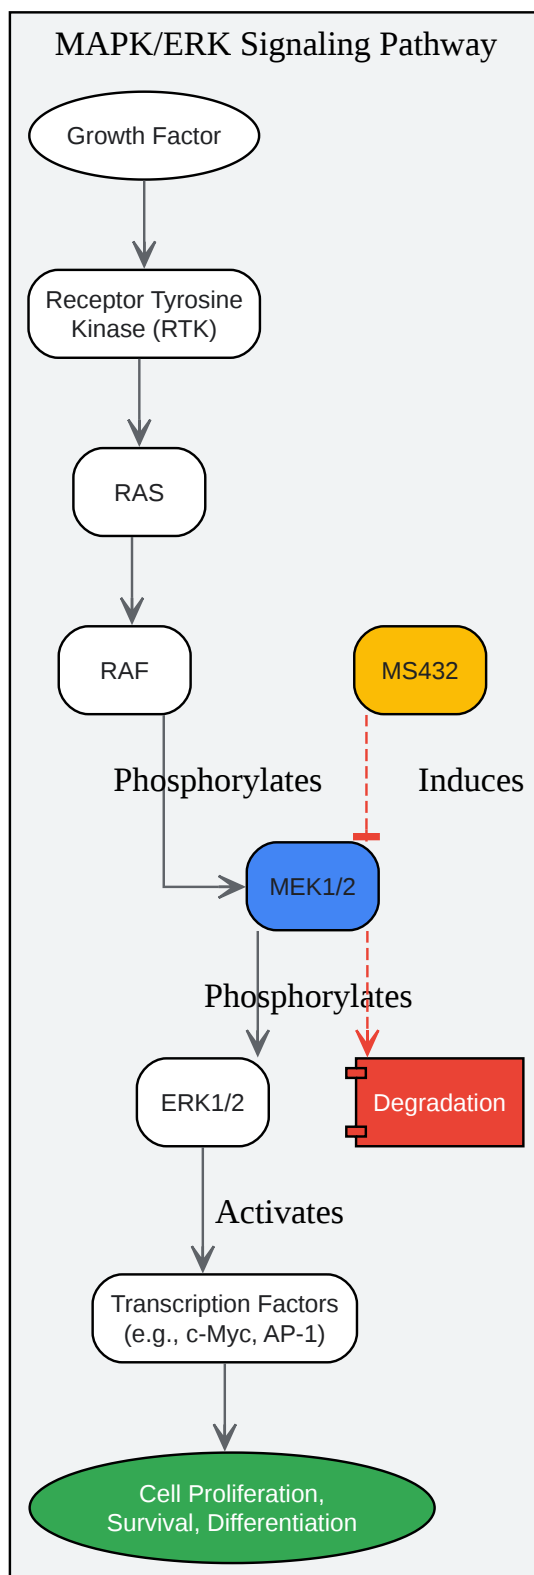 MAPK/ERK Signaling Pathway
Growth Factor
Receptor Tyrosine
Kinase (RTK)
RAS
RAF
MS432
Phosphorylates
Induces
MEK1/2
Phosphorylates
ERK1/2
Degradation
Activates
Transcription Factors
(e.g., c-Myc, AP-1)
Cell Proliferation,
Survival, Differentiation